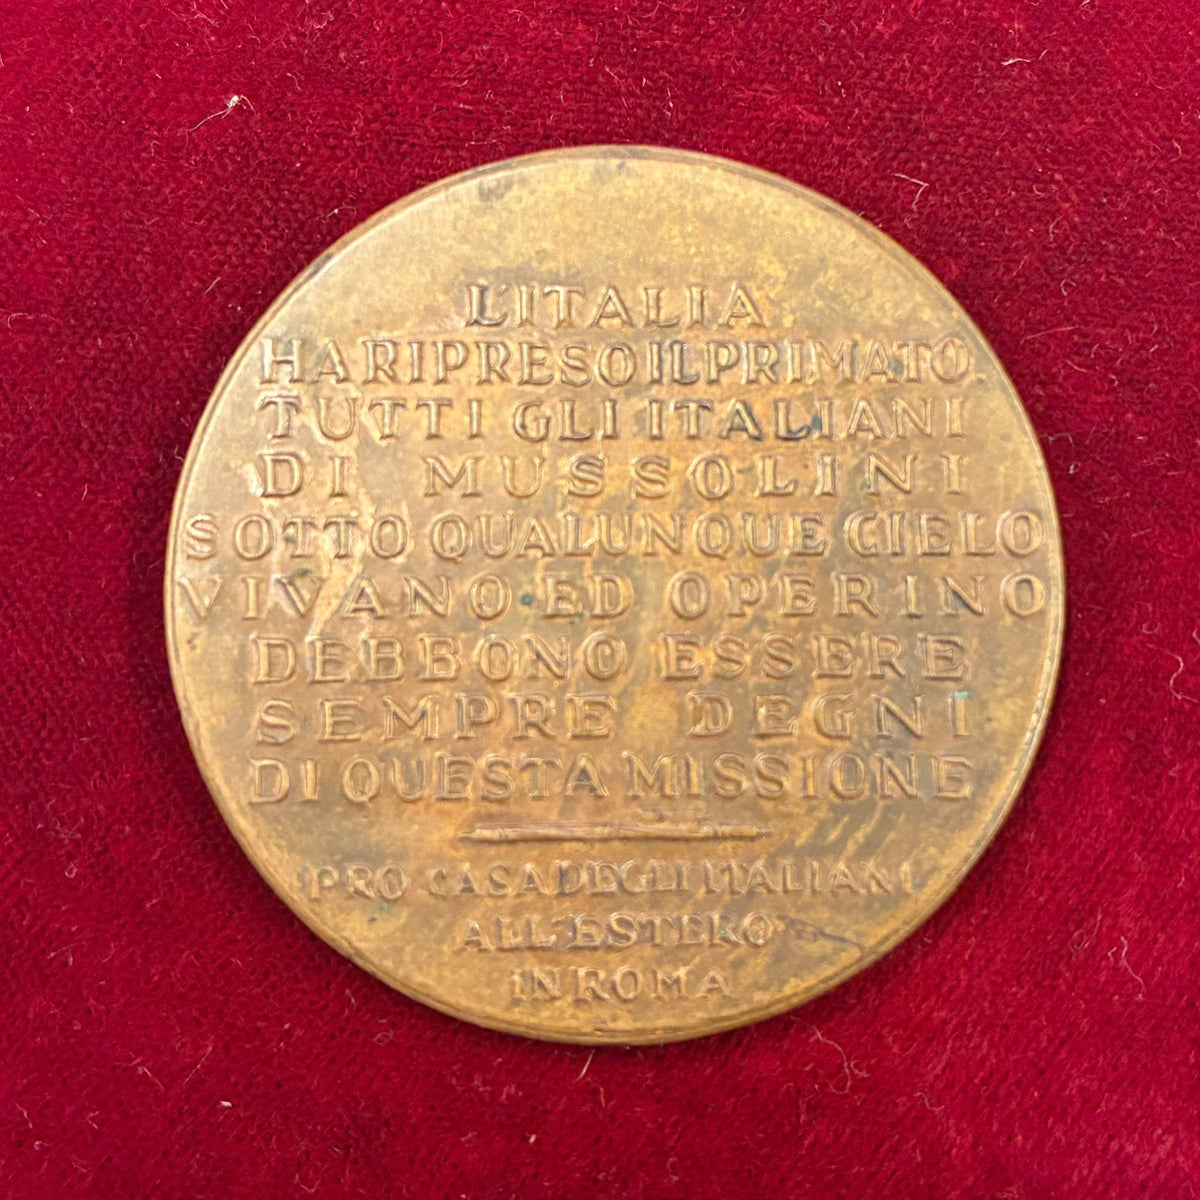 L'ITALIA
HA RIPRESO IL PRIMATO.
TUTTI GLI ITALIANI
DI MUSSOLINI
SOTTO QUALUNQUE CIELO
VIVANO ED OPERINO
DEBBONO ESSERE
SEMPRE DEGNI
DI QUESTA MISSIONE
PRO CASA DEGLI ITALIANI
ALL'ESTERO
IN ROMA